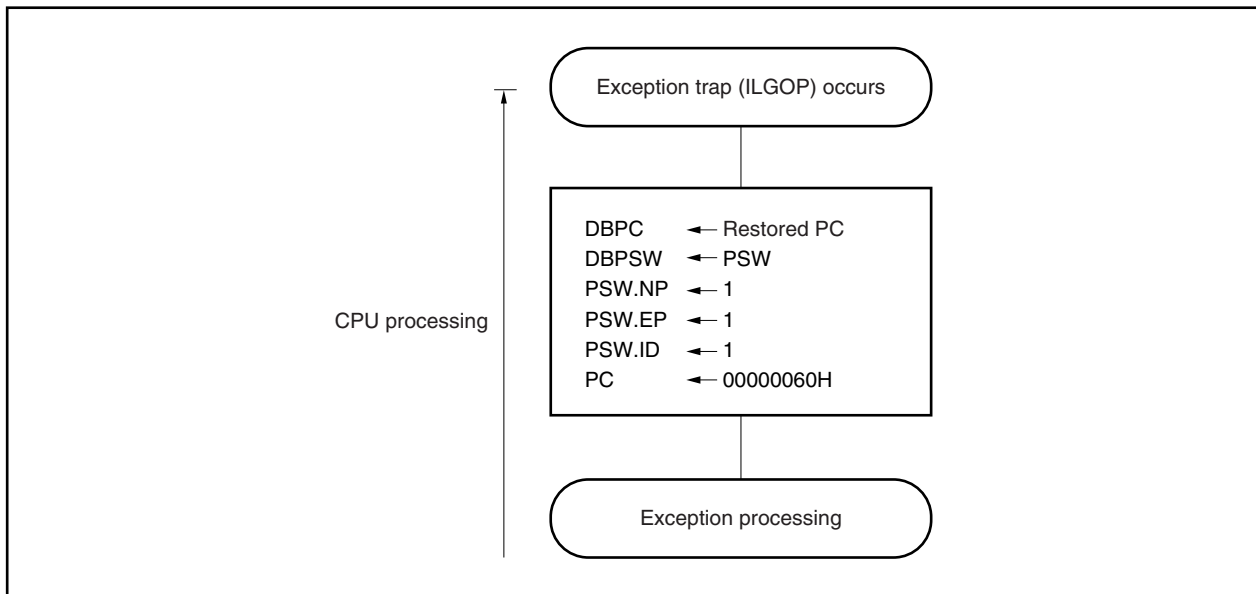 Exception trap (ILGOP) occurs
CPU processing
DBPC ← Restored PC
DBPSW ← PSW
PSW.NP ← 1
PSW.EP ← 1
PSW.ID ← 1
PC ← 00000060H
Exception processing